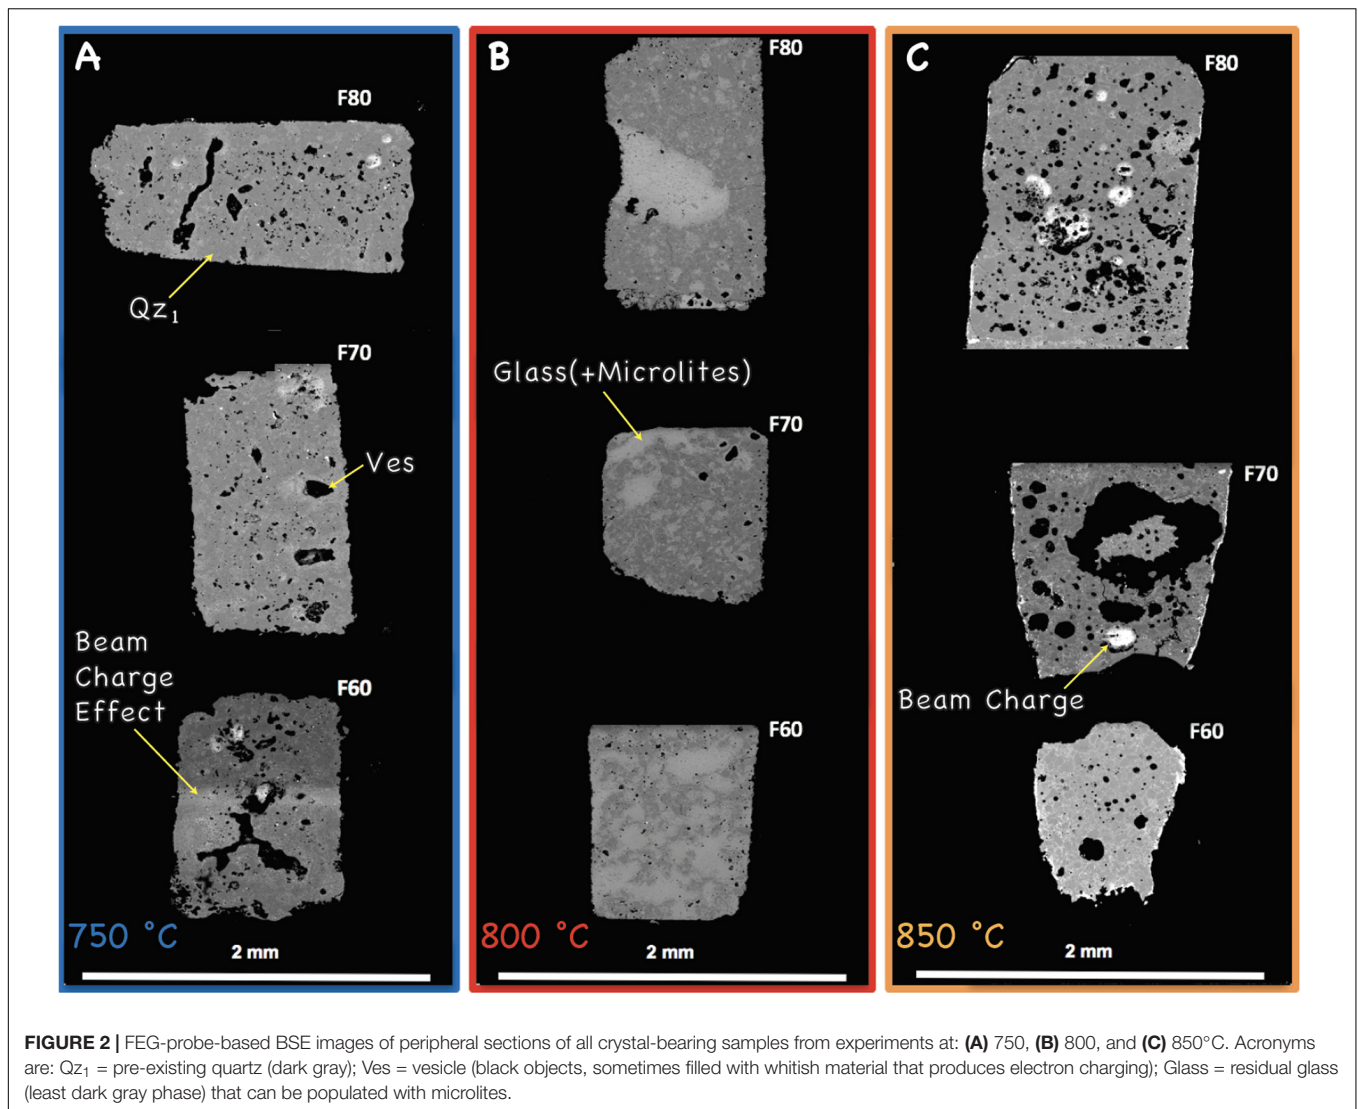 A
F80
Qz₁
F70
Ves
Beam
Charge
Effect
F60
750 °C
2 mm
B
F80
Glass(+Microlites)
F70
F60
800 °C
2 mm
C
F80
F70
Beam Charge
F60
850 °C
2 mm
FIGURE 2 | FEG-probe-based BSE images of peripheral sections of all crystal-bearing samples from experiments at: (A) 750, (B) 800, and (C) 850°C. Acronyms
are: Qz₁ = pre-existing quartz (dark gray); Ves = vesicle (black objects, sometimes filled with whitish material that produces electron charging); Glass = residual glass
(least dark gray phase) that can be populated with microlites.